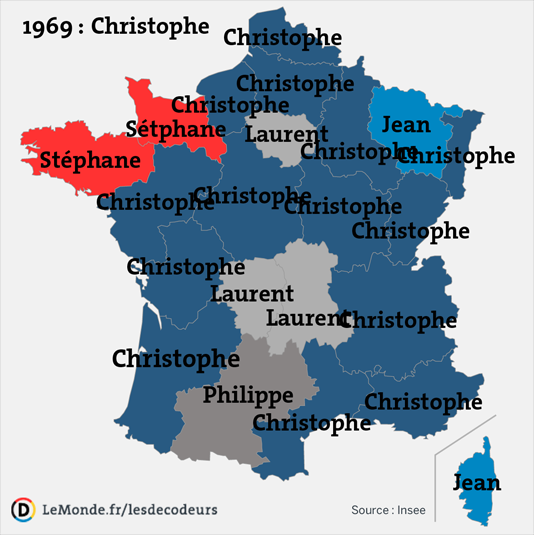 1969 : Christophe
Christophe
Christophe
Christophe
Jean
Sétphane
Laurent
Christophe
Christophe
Stéphane
Christophe
Christophe
Christophe
Christophe
Christophe
Laurent
Laurent
Christophe
Christophe
Philippe
Christophe
Christophe
Jean
LeMonde.fr/lesdecodeurs
Source : Insee
D